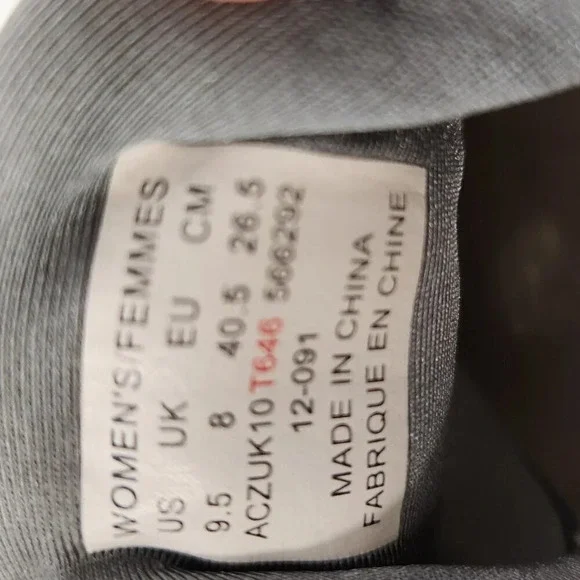 WOMEN'S/FEMMES
US UK EU CM
9.5 8 40.5 26.5
ACZUK10T646 566292
12-091
MADE IN CHINA
FABRIQUE EN CHINE